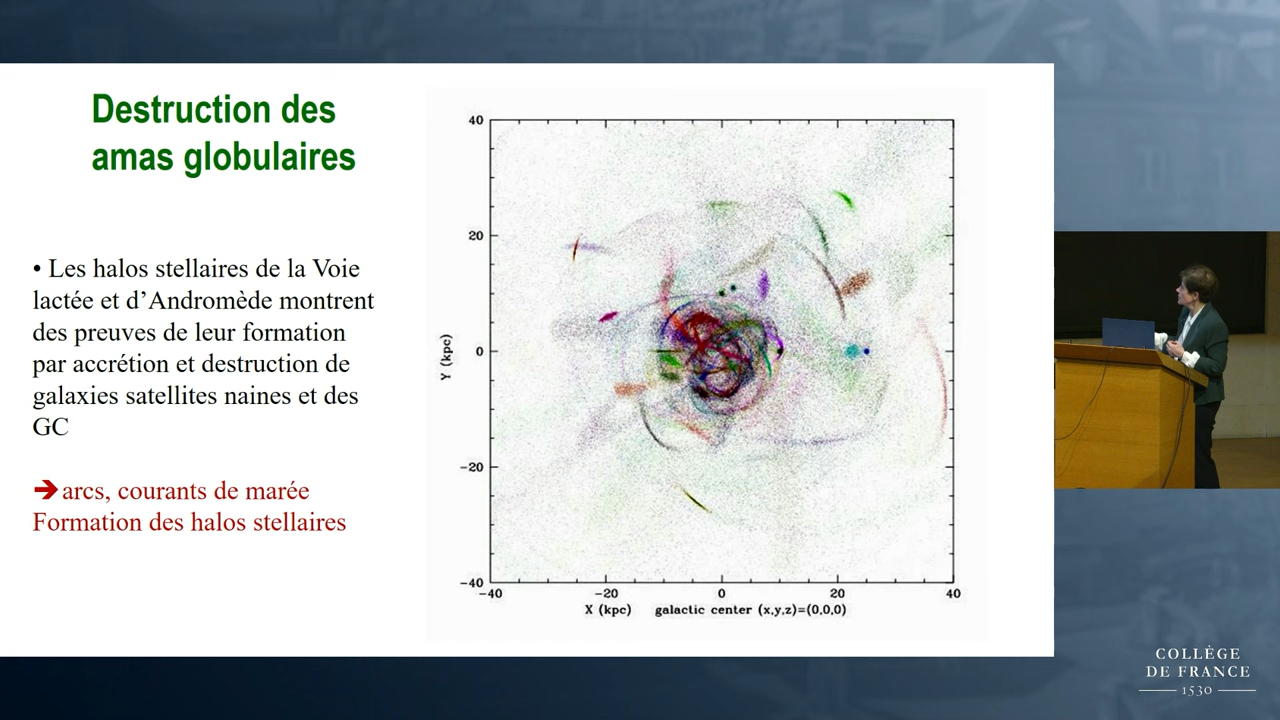 Destruction des
amas globulaires
• Les halos stellaires de la Voie
lactée et d’Andromède montrent
des preuves de leur formation
par accrétion et destruction de
galaxies satellites naines et des
GC
➔ arcs, courants de marée
Formation des halos stellaires
40
20
0
−20
−40
Y (kpc)
−40
−20
0
20
40
X (kpc) galactic center (x,y,z)=(0,0,0)
COLLÈGE
DE FRANCE
1530